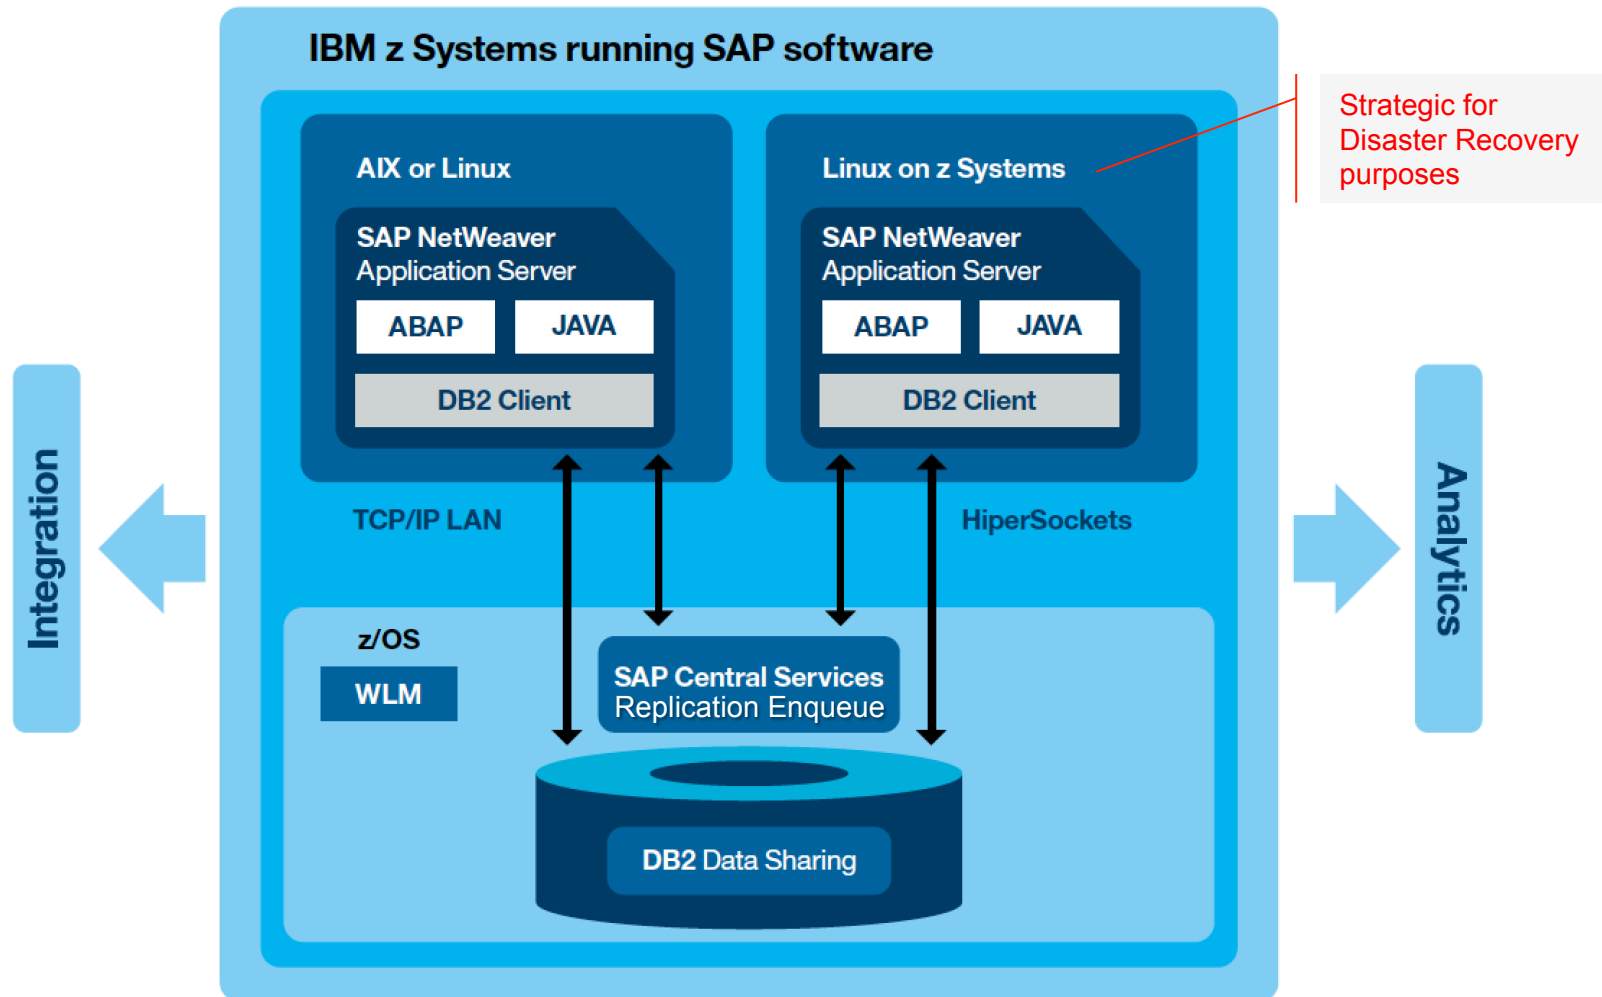 IBM z Systems running SAP software
Strategic for
Disaster Recovery
purposes
AIX or Linux
SAP NetWeaver
Application Server
ABAP
JAVA
DB2 Client
Linux on z Systems
SAP NetWeaver
Application Server
ABAP
JAVA
DB2 Client
Integration
TCP/IP LAN
HiperSockets
Analytics
z/OS
WLM
SAP Central Services
Replication Enqueue
DB2 Data Sharing